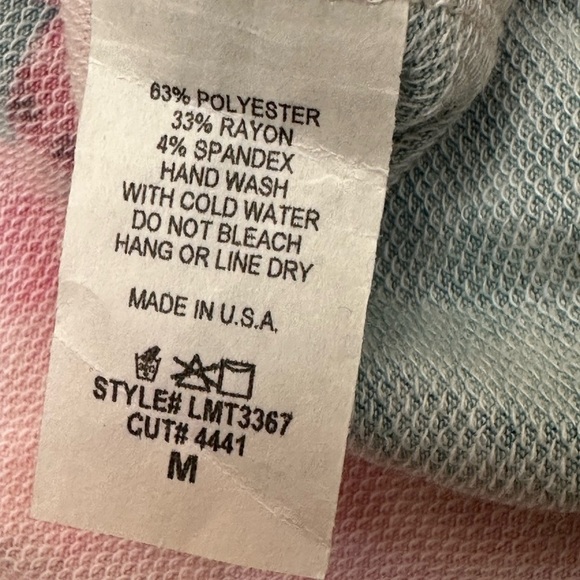 63% POLYESTER
33% RAYON
4% SPANDEX
HAND WASH
WITH COLD WATER
DO NOT BLEACH
HANG OR LINE DRY
MADE IN U.S.A.
STYLE# LMT3367
CUT# 4441
M